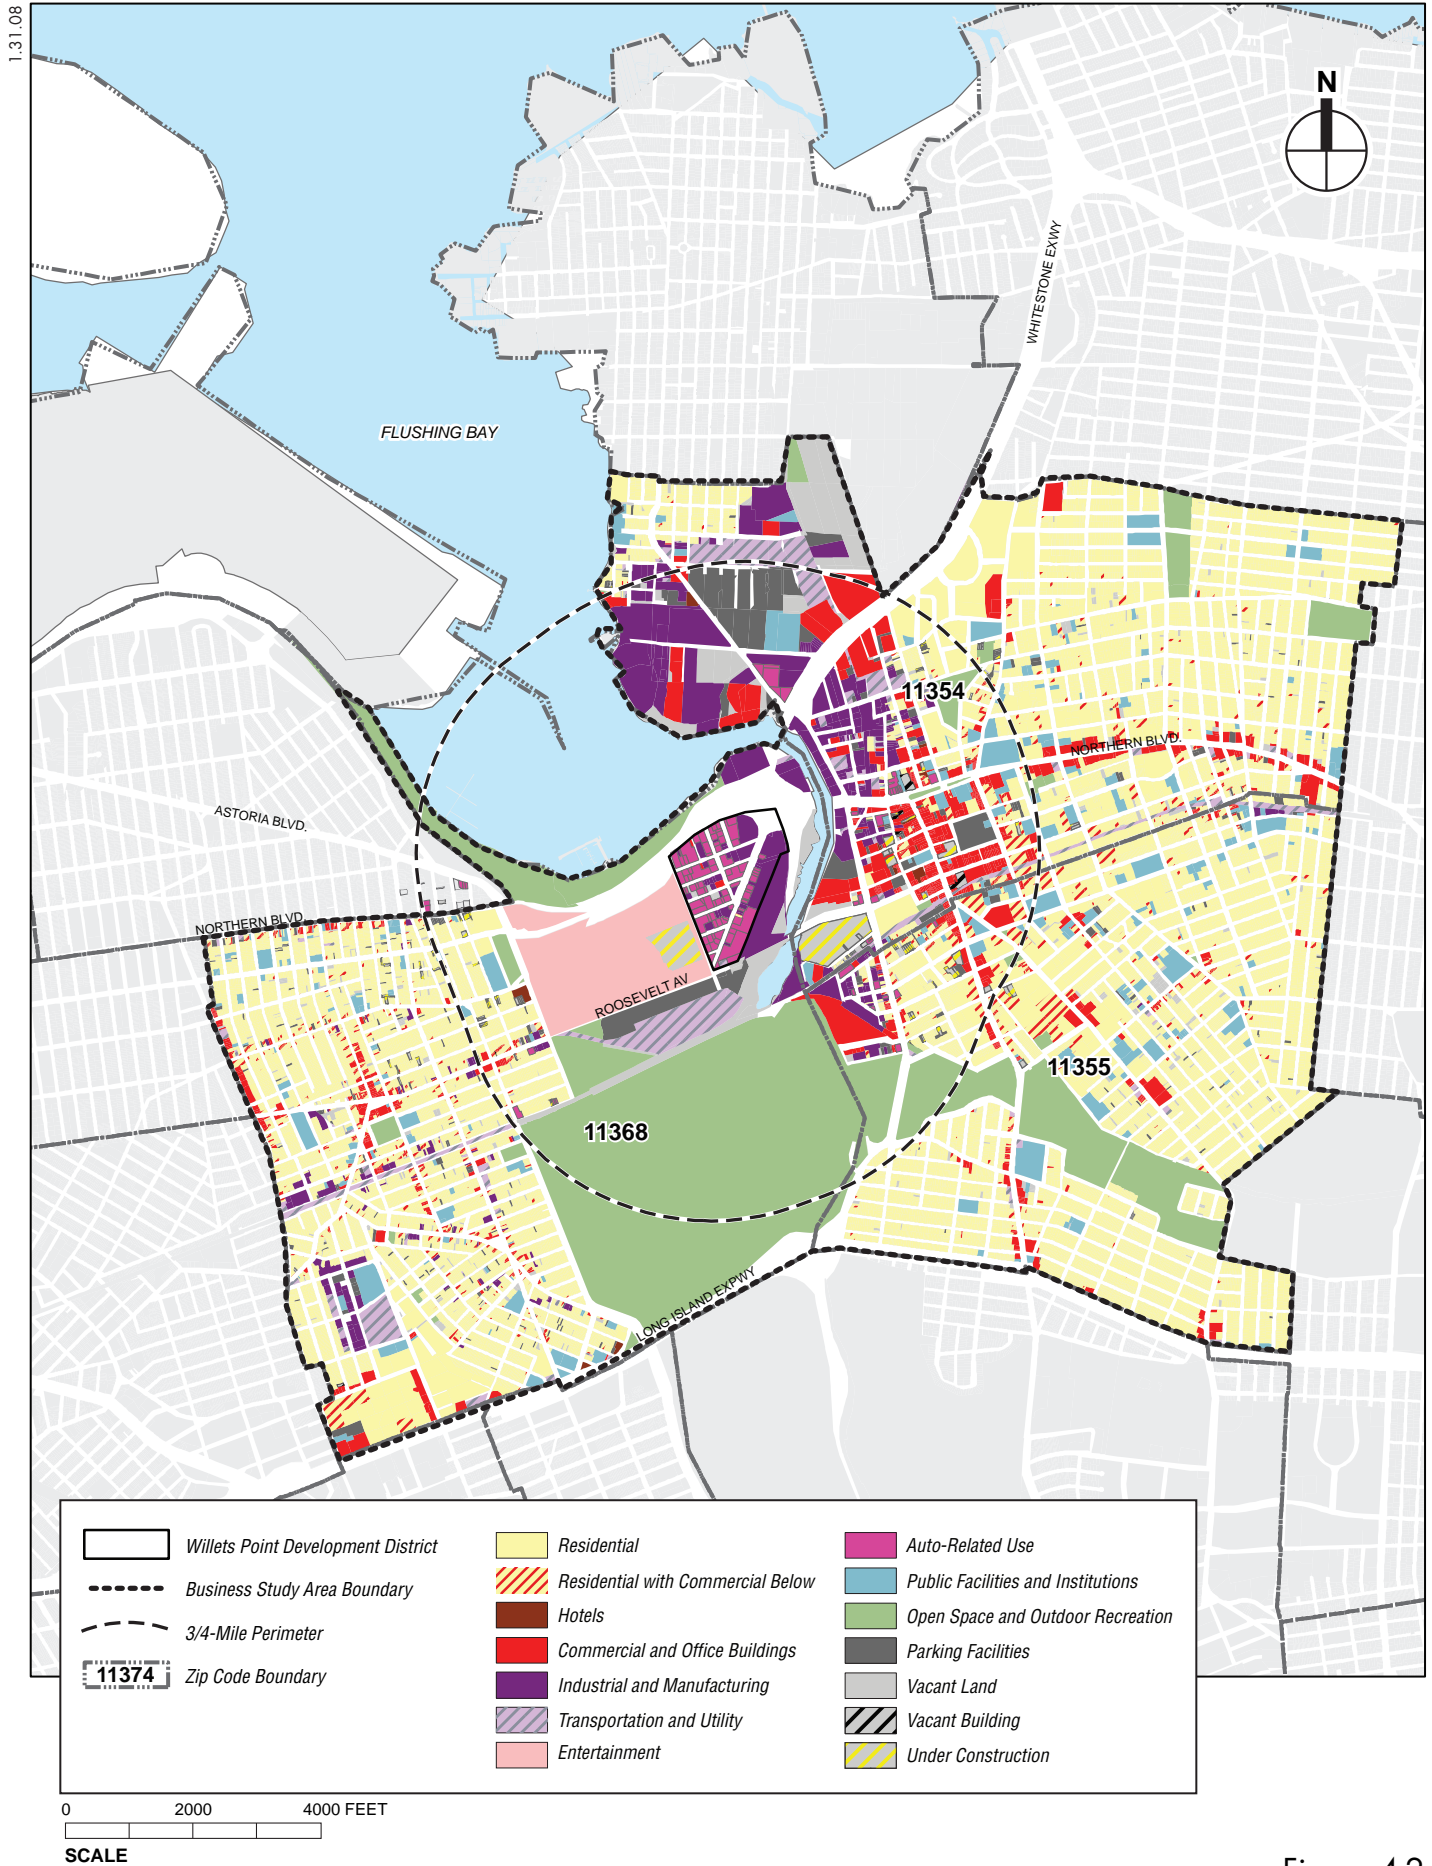 1.31.08
N
WHITESTONE EXWY
FLUSHING BAY
11354
NORTHERN BLVD.
ASTORIA BLVD.
NORTHERN BLVD.
ROOSEVELT AV
11355
11368
LONG ISLAND EXPWY
Willets Point Development District
Business Study Area Boundary
3/4-Mile Perimeter
11374 Zip Code Boundary
Residential
Residential with Commercial Below
Hotels
Commercial and Office Buildings
Industrial and Manufacturing
Transportation and Utility
Entertainment
Auto-Related Use
Public Facilities and Institutions
Open Space and Outdoor Recreation
Parking Facilities
Vacant Land
Vacant Building
Under Construction
0 2000 4000 FEET
SCALE